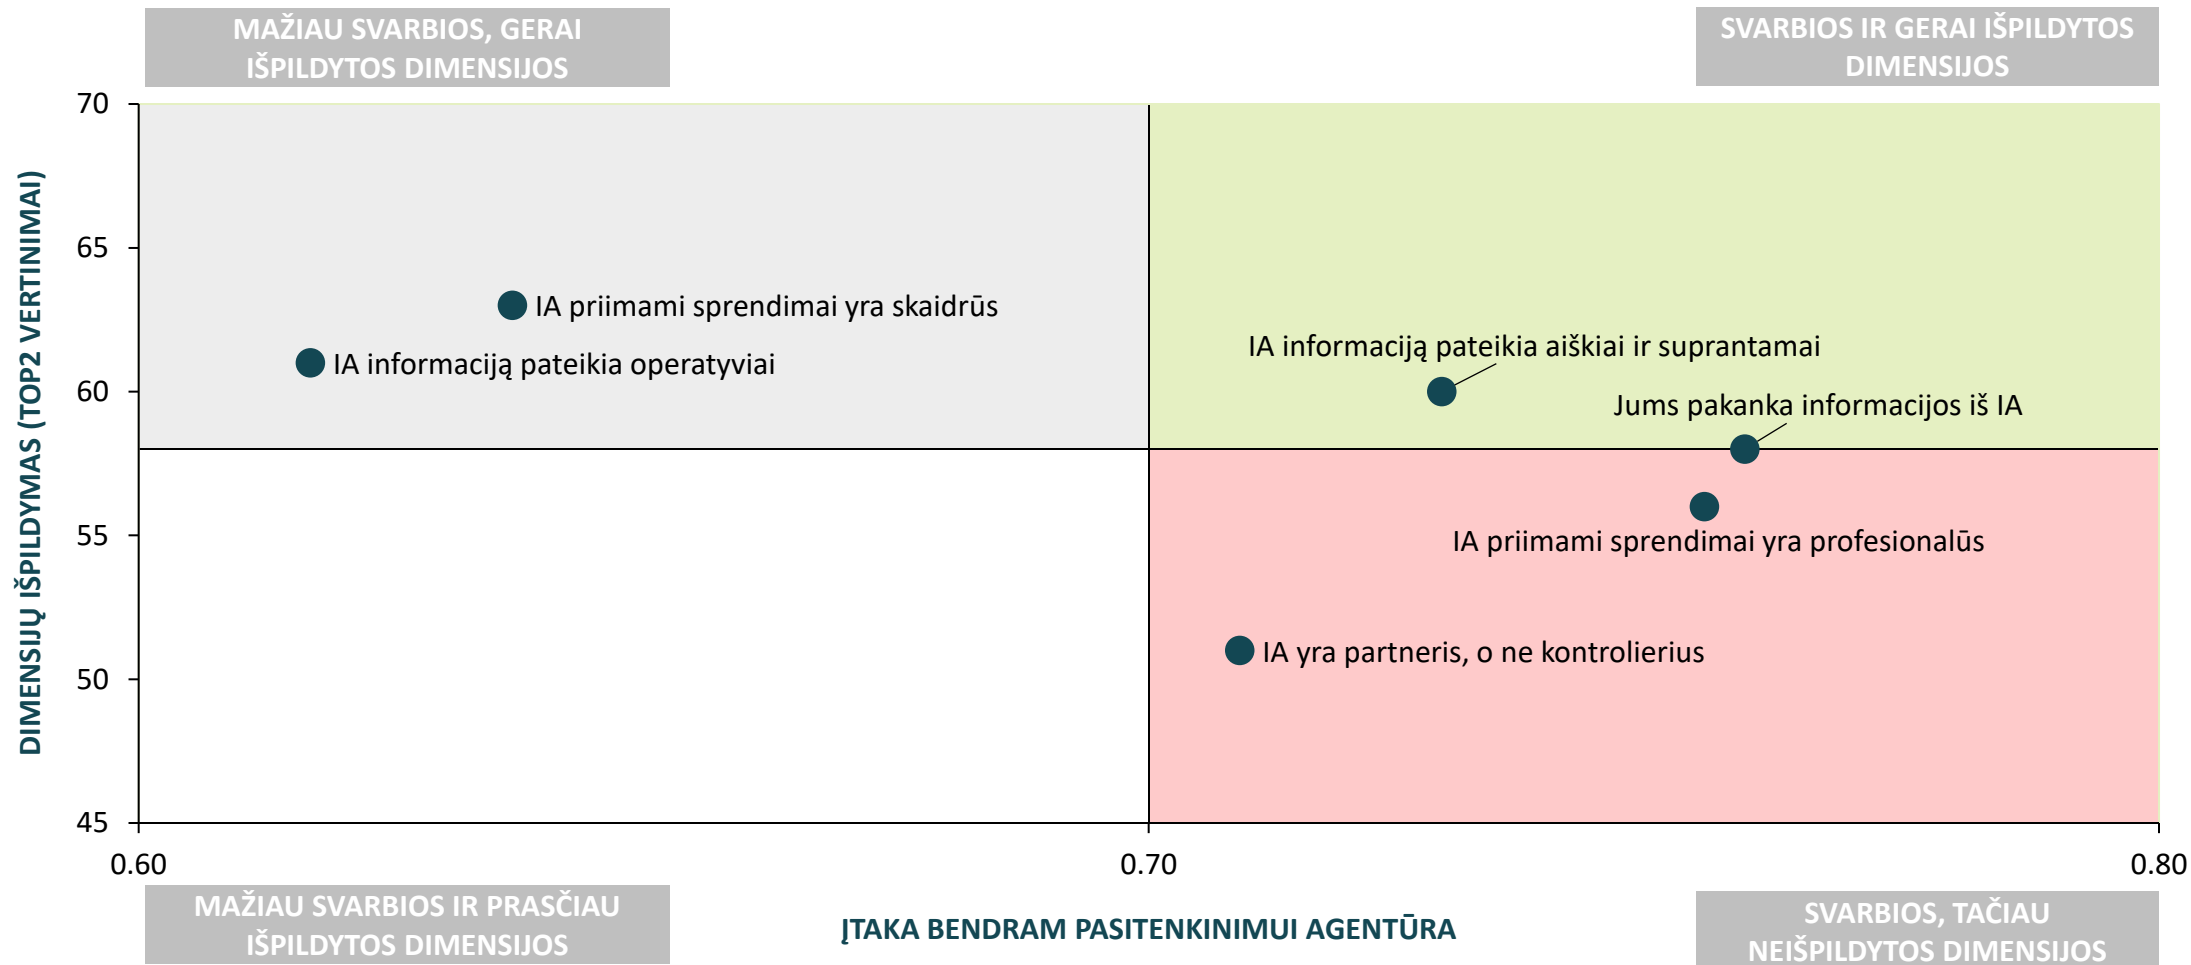 MAŽIAU SVARBIOS, GERAI
IŠPILDYTOS DIMENSIJOS
SVARBIOS IR GERAI IŠPILDYTOS
DIMENSIJOS
DIMENSIJŲ IŠPILDYMAS (TOP2 VERTINIMAI)
70
65
60
55
50
45
IA priimami sprendimai yra skaidrūs
IA informaciją pateikia operatyviai
IA informaciją pateikia aiškiai ir suprantamai
Jums pakanka informacijos iš IA
IA priimami sprendimai yra profesionalūs
IA yra partneris, o ne kontrolierius
0.60
0.70
0.80
MAŽIAU SVARBIOS IR PRASČIAU
IŠPILDYTOS DIMENSIJOS
ĮTAKA BENDRAM PASITENKINIMUI AGENTŪRA
SVARBIOS, TAČIAU
NEIŠPILDYTOS DIMENSIJOS